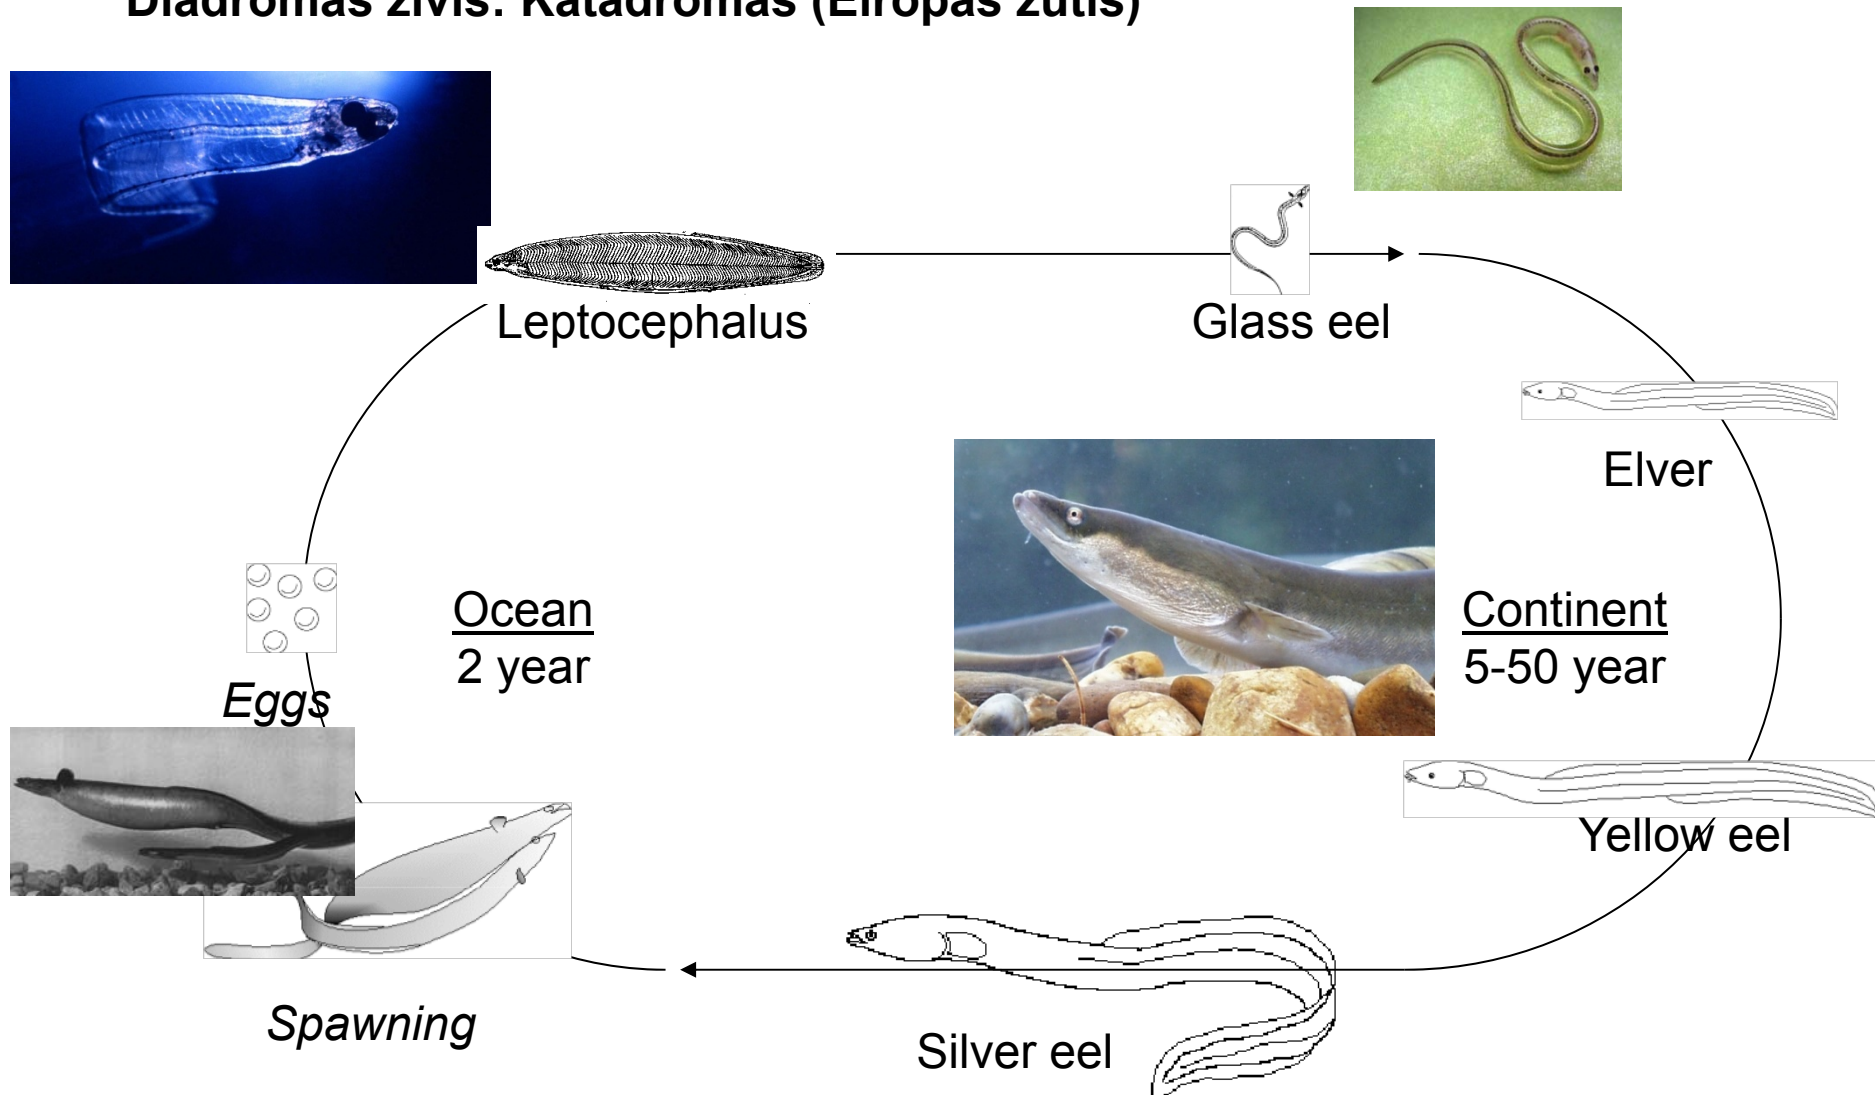 Diadromās zivis: Katadromās (Eiropas zutis)
Leptocephalus
Glass eel
Elver
Ocean
2 year
Continent
5-50 year
Eggs
Yellow eel
Spawning
Silver eel